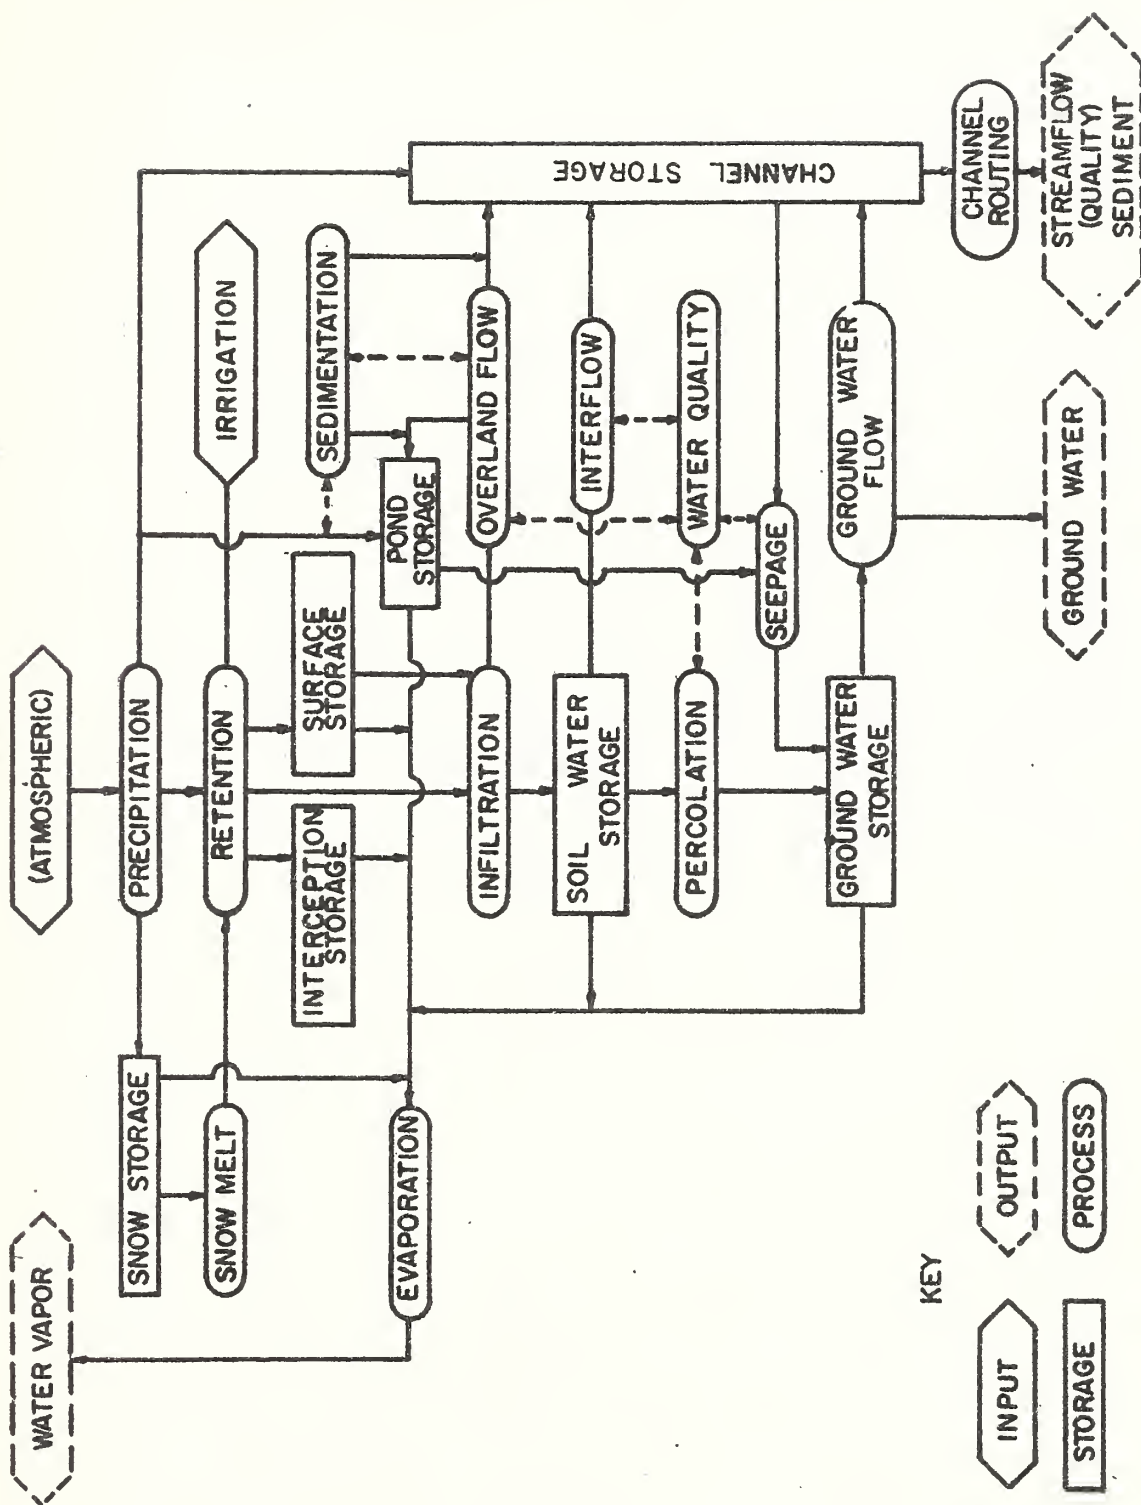 WATER VAPOR
(ATMOSPHERIC)
SNOW STORAGE
PRECIPITATION
SNOW MELT
RETENTION
IRRIGATION
INTERCEPTION
STORAGE
SURFACE
STORAGE
SEDIMENTATION
EVAPORATION
POND
STORAGE
CHANNEL STORAGE
INFILTRATION
OVERLAND FLOW
SOIL WATER
STORAGE
INTERFLOW
PERCOLATION
WATER QUALITY
SEEPAGE
GROUND WATER
STORAGE
GROUND WATER
FLOW
CHANNEL
ROUTING
GROUND WATER
STREAMFLOW
(QUALITY)
SEDIMENT
KEY
INPUT
OUTPUT
STORAGE
PROCESS